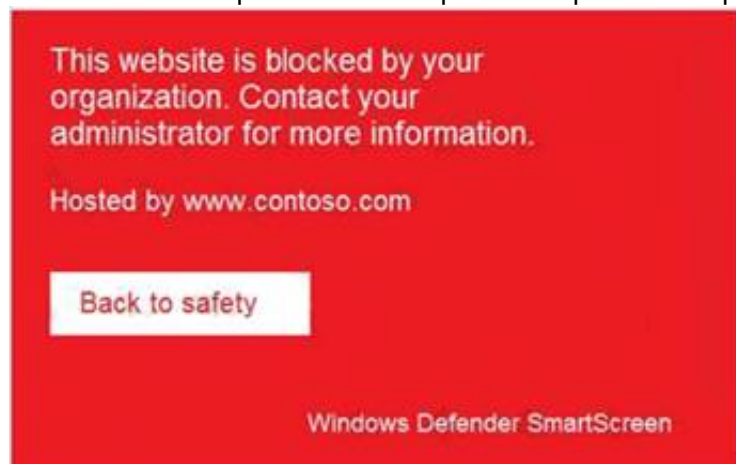 This website is blocked by your
organization. Contact your
administrator for more information.
Hosted by www.contoso.com
Back to safety
Windows Defender SmartScreen